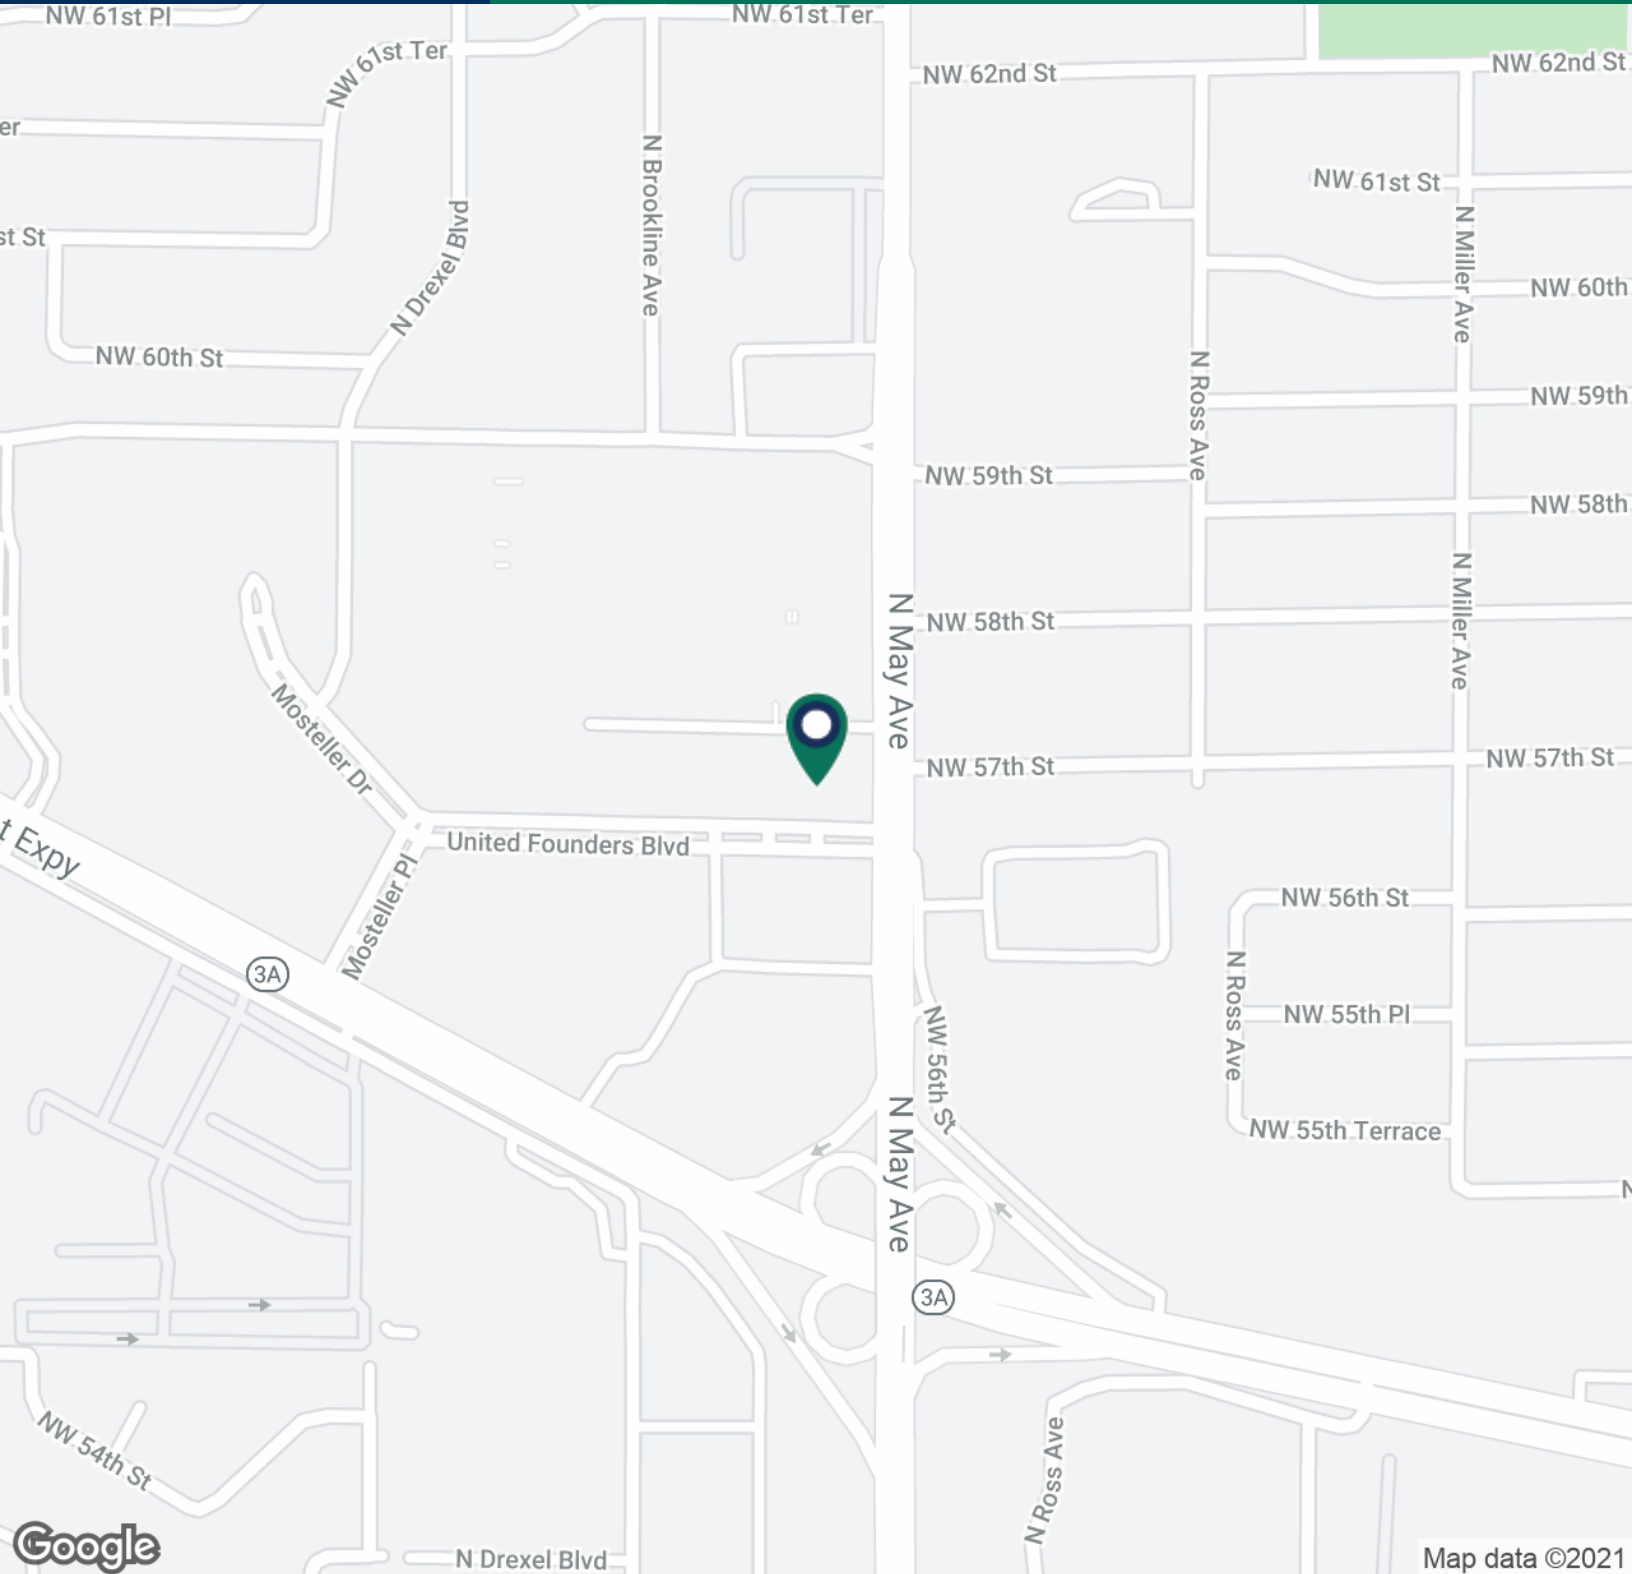 NW 61st Pl
NW 61st Ter
NW 61st Ter
NW 62nd St
NW 62nd St
er
N Brookline Ave
NW 61st St
st St
N Drexel Blvd
N Miller Ave
NW 60th
NW 60th St
N Ross Ave
NW 59th
NW 59th St
NW 58th
N May Ave
NW 58th St
N Miller Ave
Mosteller Dr
NW 57th St
NW 57th St
t Expy
United Founders Blvd
Mosteller Pl
NW 56th St
3A
N Ross Ave
NW 55th Pl
NW 56th St
N May Ave
NW 55th Terrace
N
3A
NW 54th St
N Ross Ave
Google
N Drexel Blvd
Map data ©2021